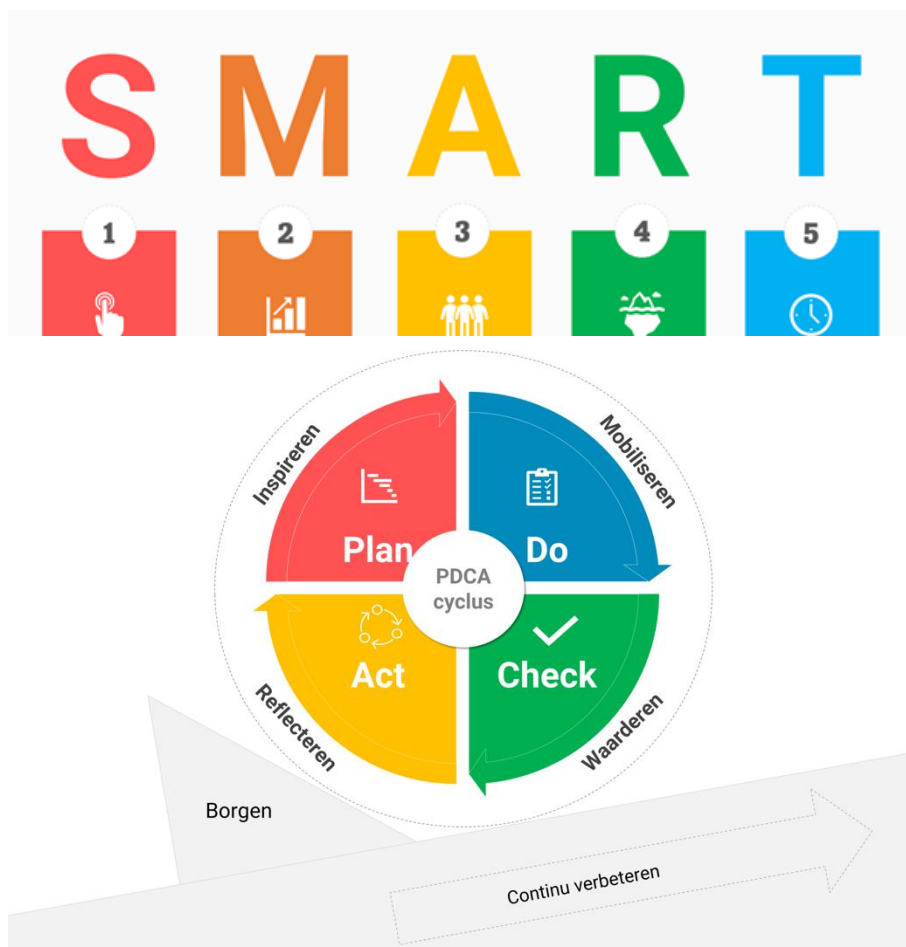 S M A R T
1 2 3 4 5
Inspireren
Mobiliseren
Plan
Do
PDCA
cyclus
Act
Check
Reflecteren
Waarderen
Borgen
Continu verbeteren